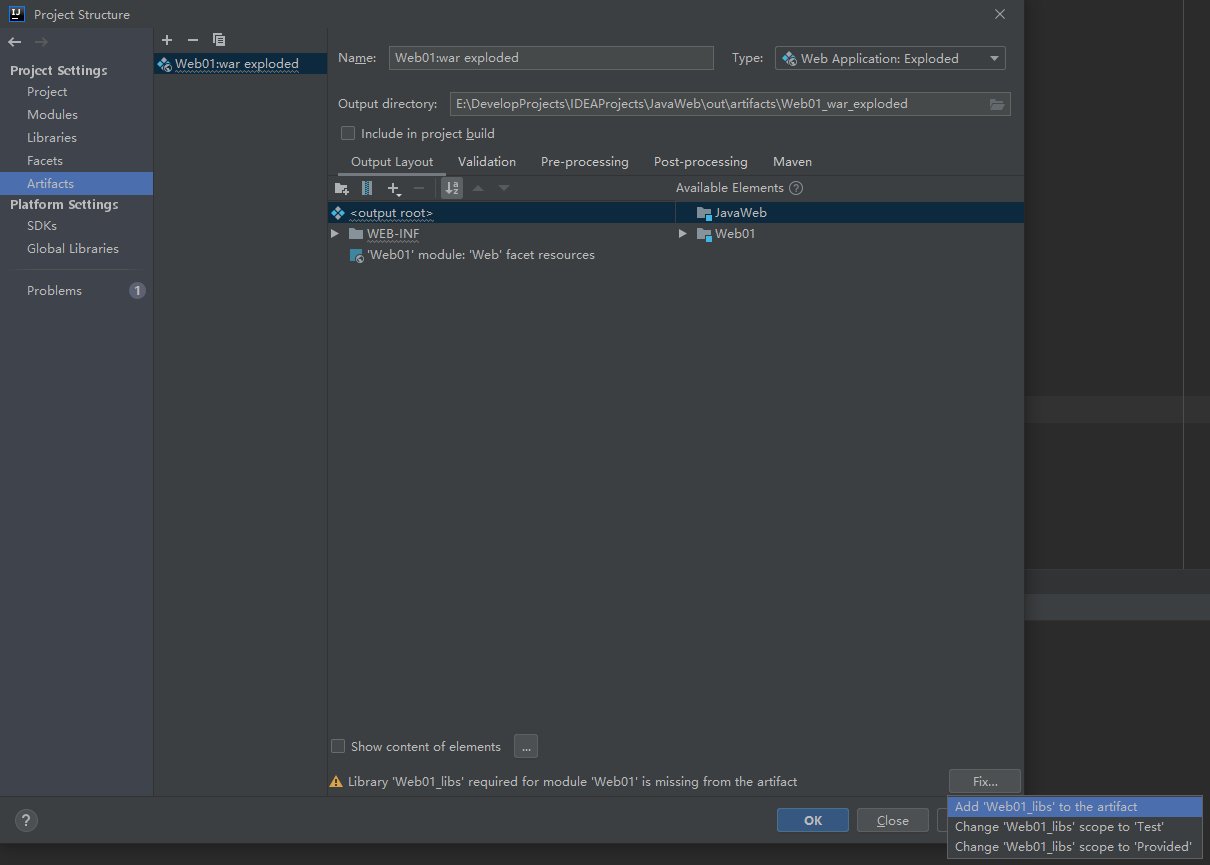 Project Structure
Project Settings
Project
Modules
Libraries
Facets
Artifacts
Platform Settings
SDKs
Global Libraries
Problems 1
Web01:war exploded
Name: Web01:war exploded Type: Web Application: Exploded
Output directory: E:\DevelopProjects\IDEAProjects\JavaWeb\out\artifacts\Web01_war_exploded
Include in project build
Output Layout Validation Pre-processing Post-processing Maven
Available Elements ?
<output root> JavaWeb
WEB-INF Web01
'Web01' module: 'Web' facet resources
Show content of elements ...
Library 'Web01_libs' required for module 'Web01' is missing from the artifact Fix...
? OK Close
Add 'Web01_libs' to the artifact
Change 'Web01_libs' scope to 'Test'
Change 'Web01_libs' scope to 'Provided'